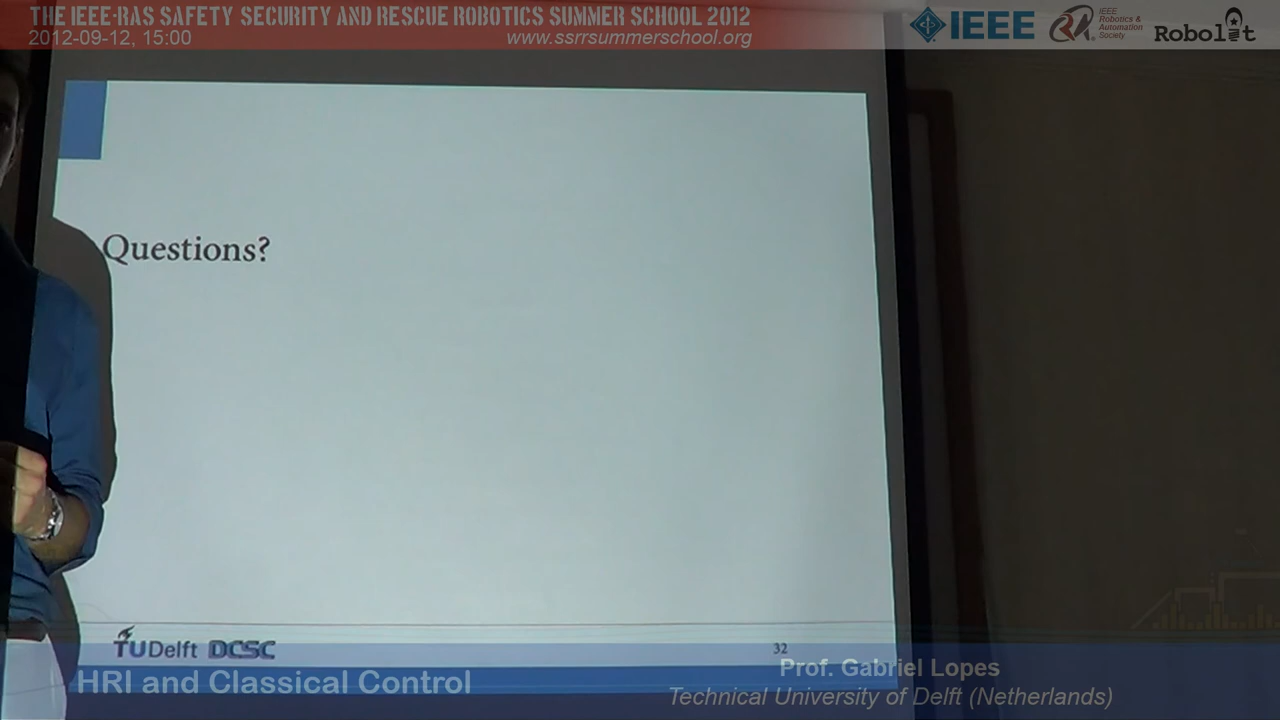 THE IEEE-RAS SAFETY SECURITY AND RESCUE ROBOTICS SUMMER SCHOOL 2012
2012-09-12, 15:00
www.ssrrsummerschool.org
IEEE
IEEE
Robotics &
Automation
Society
Robolit
Questions?
TUDelft DCSC
32
HRI and Classical Control
Prof. Gabriel Lopes
Technical University of Delft (Netherlands)